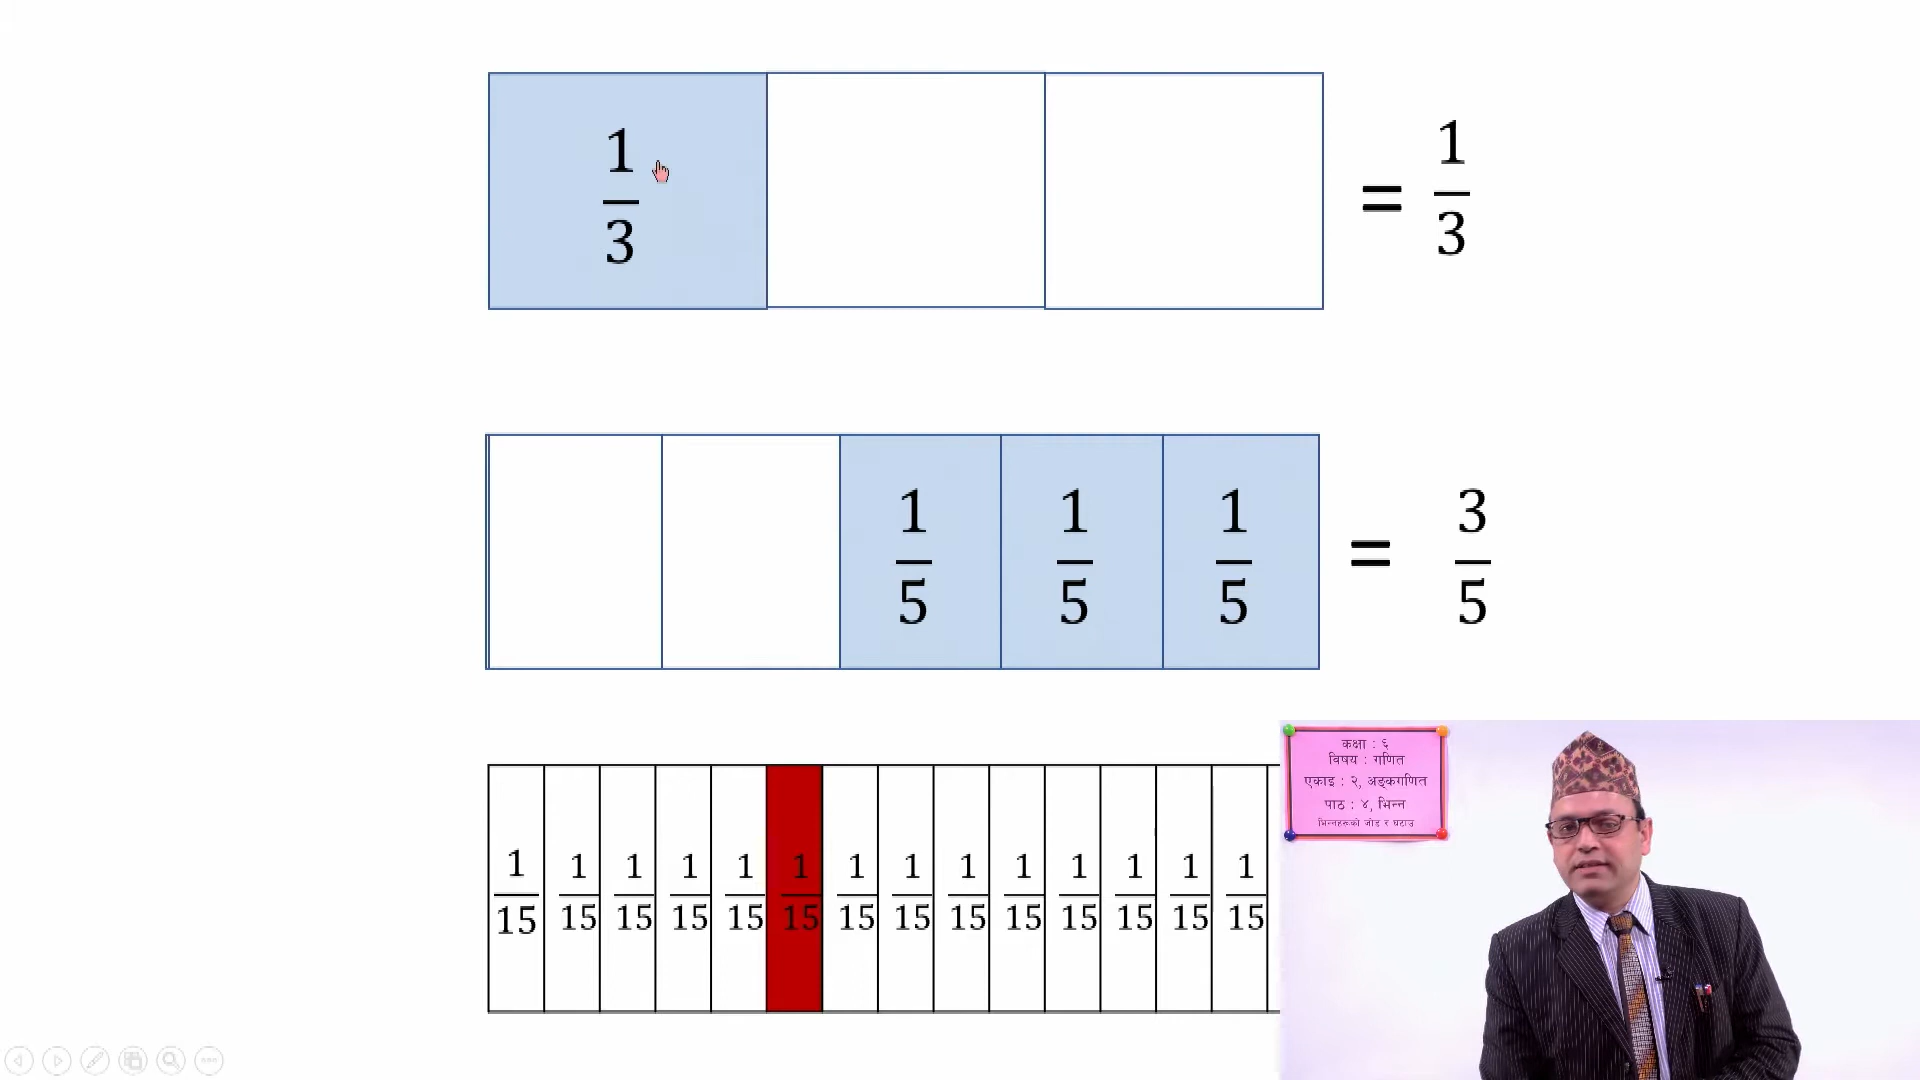 1/3 = 1/3
1/5 1/5 1/5 = 3/5
1/15 1/15 1/15 1/15 1/15 1/15 1/15 1/15 1/15 1/15 1/15 1/15 1/15 1/15
कक्षा : ६
विषय : गणित
एकाइ : २, अङ्कगणित
पाठ : ४, भिन्न
भिन्नहरूको जोड र घटाउ